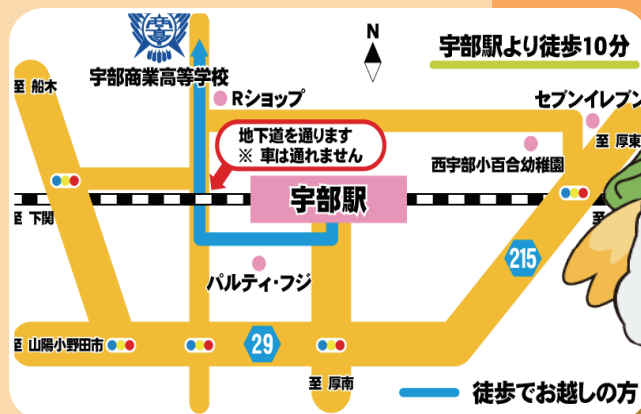 N
宇部駅より徒歩10分
至 船木
宇部商業高等学校
Rショップ
セブンイレブン
地下道を通ります
※ 車は通れません
至 厚東
西宇部小百合幼稚園
宇部駅
至 下関
至
215
パルティ・フジ
至 山陽小野田市
29
至 厚南
徒歩でお越しの方